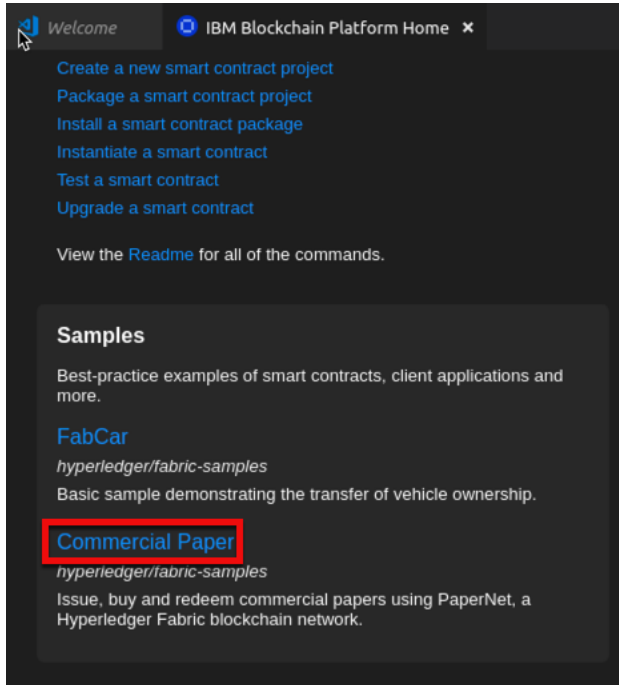 Welcome
IBM Blockchain Platform Home ×
Create a new smart contract project
Package a smart contract project
Install a smart contract package
Instantiate a smart contract
Test a smart contract
Upgrade a smart contract
View the Readme for all of the commands.
Samples
Best-practice examples of smart contracts, client applications and
more.
FabCar
hyperledger/fabric-samples
Basic sample demonstrating the transfer of vehicle ownership.
Commercial Paper
hyperledger/fabric-samples
Issue, buy and redeem commercial papers using PaperNet, a
Hyperledger Fabric blockchain network.